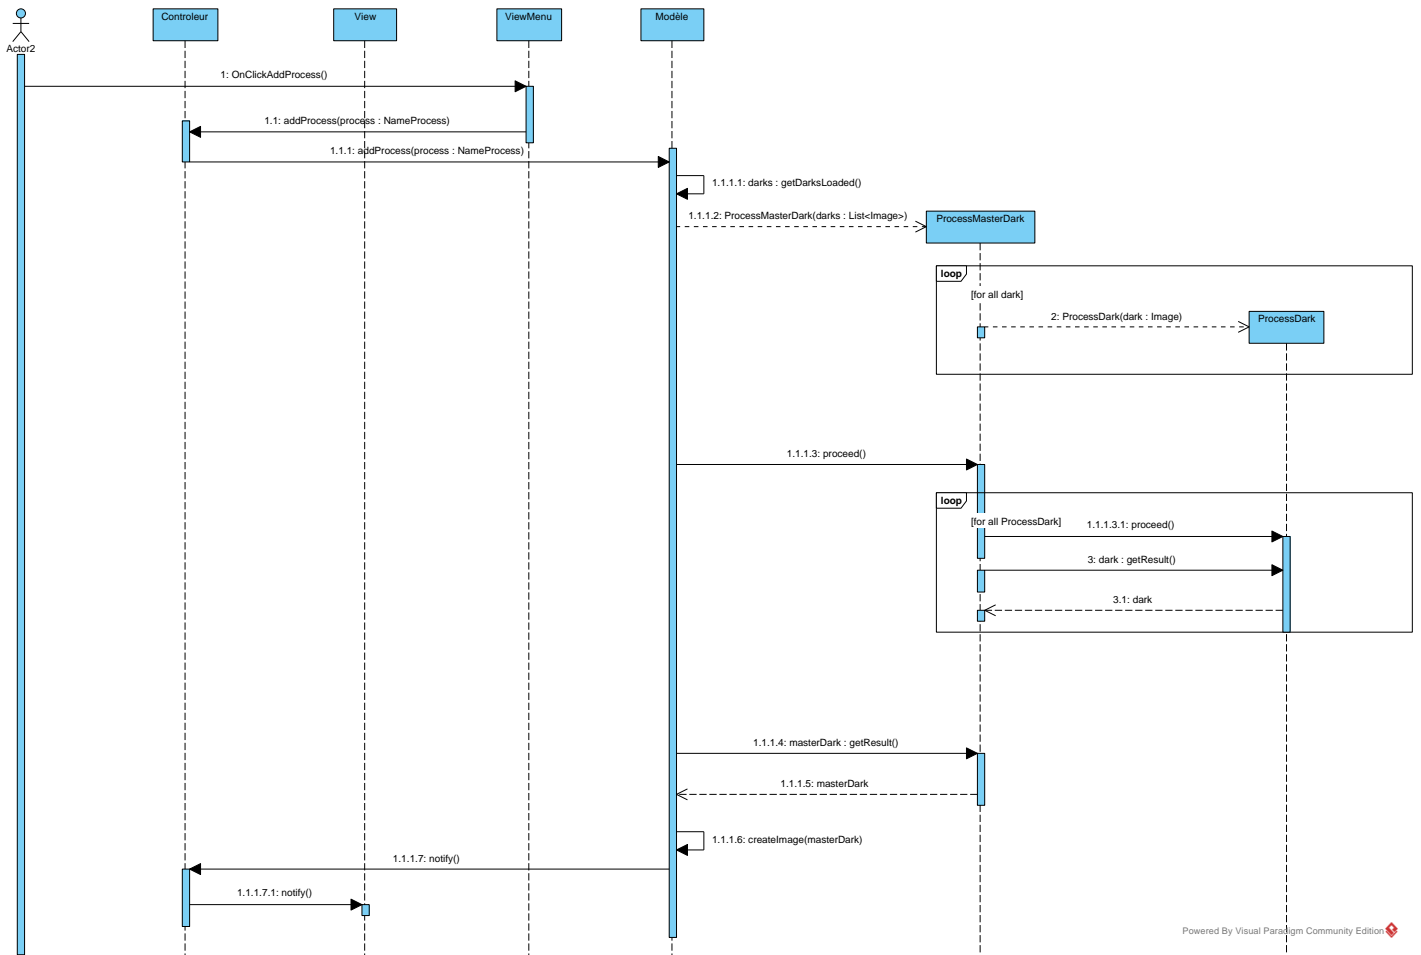 Controleur
View
ViewMenu
Modèle
Actor2
1: OnClickAddProcess()
1.1: addProcess(process : NameProcess)
1.1.1: addProcess(process : NameProcess)
1.1.1.1: darks : getDarksLoaded()
1.1.1.2: ProcessMasterDark(darks : List<Image>)
ProcessMasterDark
loop
[for all dark]
2: ProcessDark(dark : Image)
ProcessDark
1.1.1.3: proceed()
loop
[for all ProcessDark]
1.1.1.3.1: proceed()
3: dark : getResult()
3.1: dark
1.1.1.4: masterDark : getResult()
1.1.1.5: masterDark
1.1.1.6: createImage(masterDark)
1.1.1.7: notify()
1.1.1.7.1: notify()
Powered By Visual Paradigm Community Edition